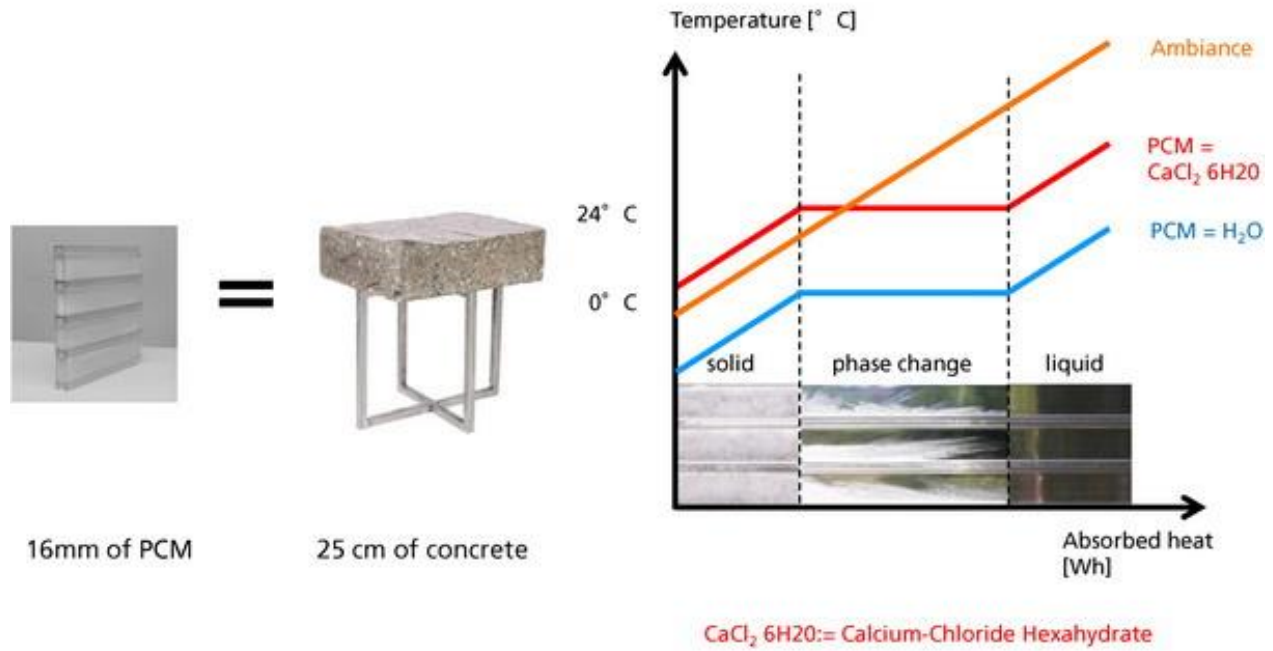 Temperature [° C]
Ambiance
PCM =
CaCl₂ 6H20
PCM = H₂O
24° C
0° C
solid phase change liquid
16mm of PCM
=
25 cm of concrete
Absorbed heat
[Wh]
CaCl₂ 6H20:= Calcium-Chloride Hexahydrate